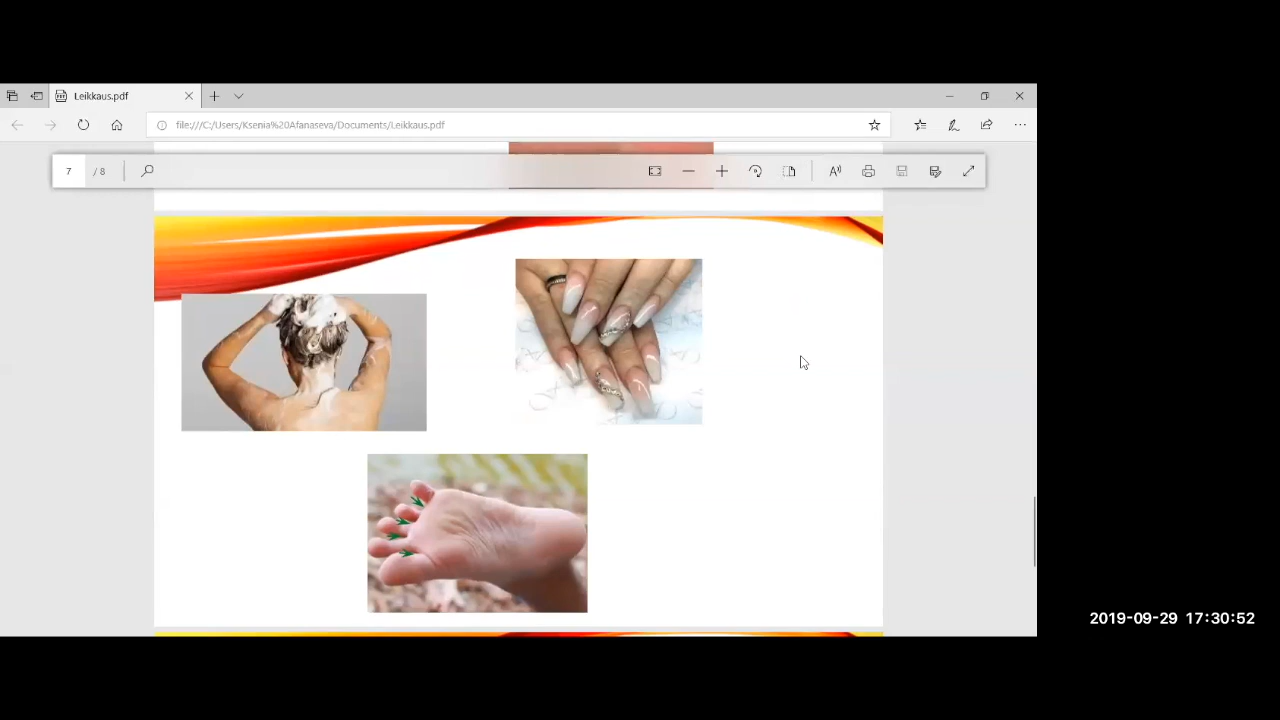 Leikkaus.pdf
file:///C:/Users/Ksenia%20Afanaseva/Documents/Leikkaus.pdf
7 / 8
2019-09-29 17:30:52